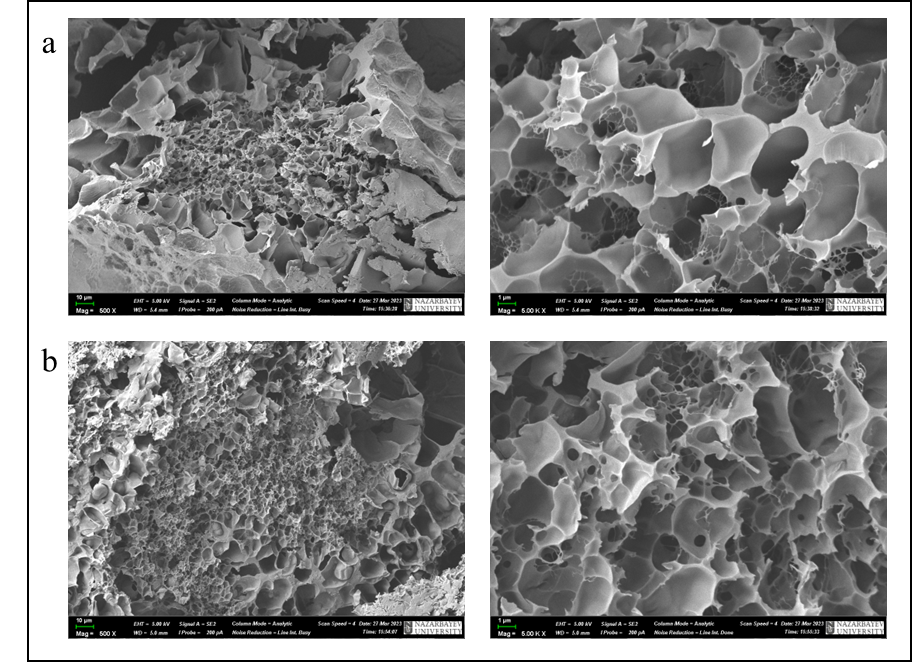 a
10 µm
EHT = 5.00 kV Signal A = SE2 Column Mode = Analytic Scan Speed = 4 Date: 27 Mar 2023
Mag = 500 X WD = 5.4 mm I Probe = 200 pA Noise Reduction = Line Int. Busy Time: 15:36:28
NAZARBAYEV
UNIVERSITY
1 µm
EHT = 5.00 kV Signal A = SE2 Column Mode = Analytic Scan Speed = 4 Date: 27 Mar 2023
Mag = 5.00 K X WD = 5.4 mm I Probe = 200 pA Noise Reduction = Line Int. Busy Time: 15:38:32
NAZARBAYEV
UNIVERSITY
b
10 µm
EHT = 5.00 kV Signal A = SE2 Column Mode = Analytic Scan Speed = 4 Date: 27 Mar 2023
Mag = 500 X WD = 5.0 mm I Probe = 200 pA Noise Reduction = Line Int. Busy Time: 15:54:07
NAZARBAYEV
UNIVERSITY
1 µm
EHT = 5.00 kV Signal A = SE2 Column Mode = Analytic Scan Speed = 4 Date: 27 Mar 2023
Mag = 5.00 K X WD = 5.0 mm I Probe = 200 pA Noise Reduction = Line Int. Done Time: 15:55:33
NAZARBAYEV
UNIVERSITY